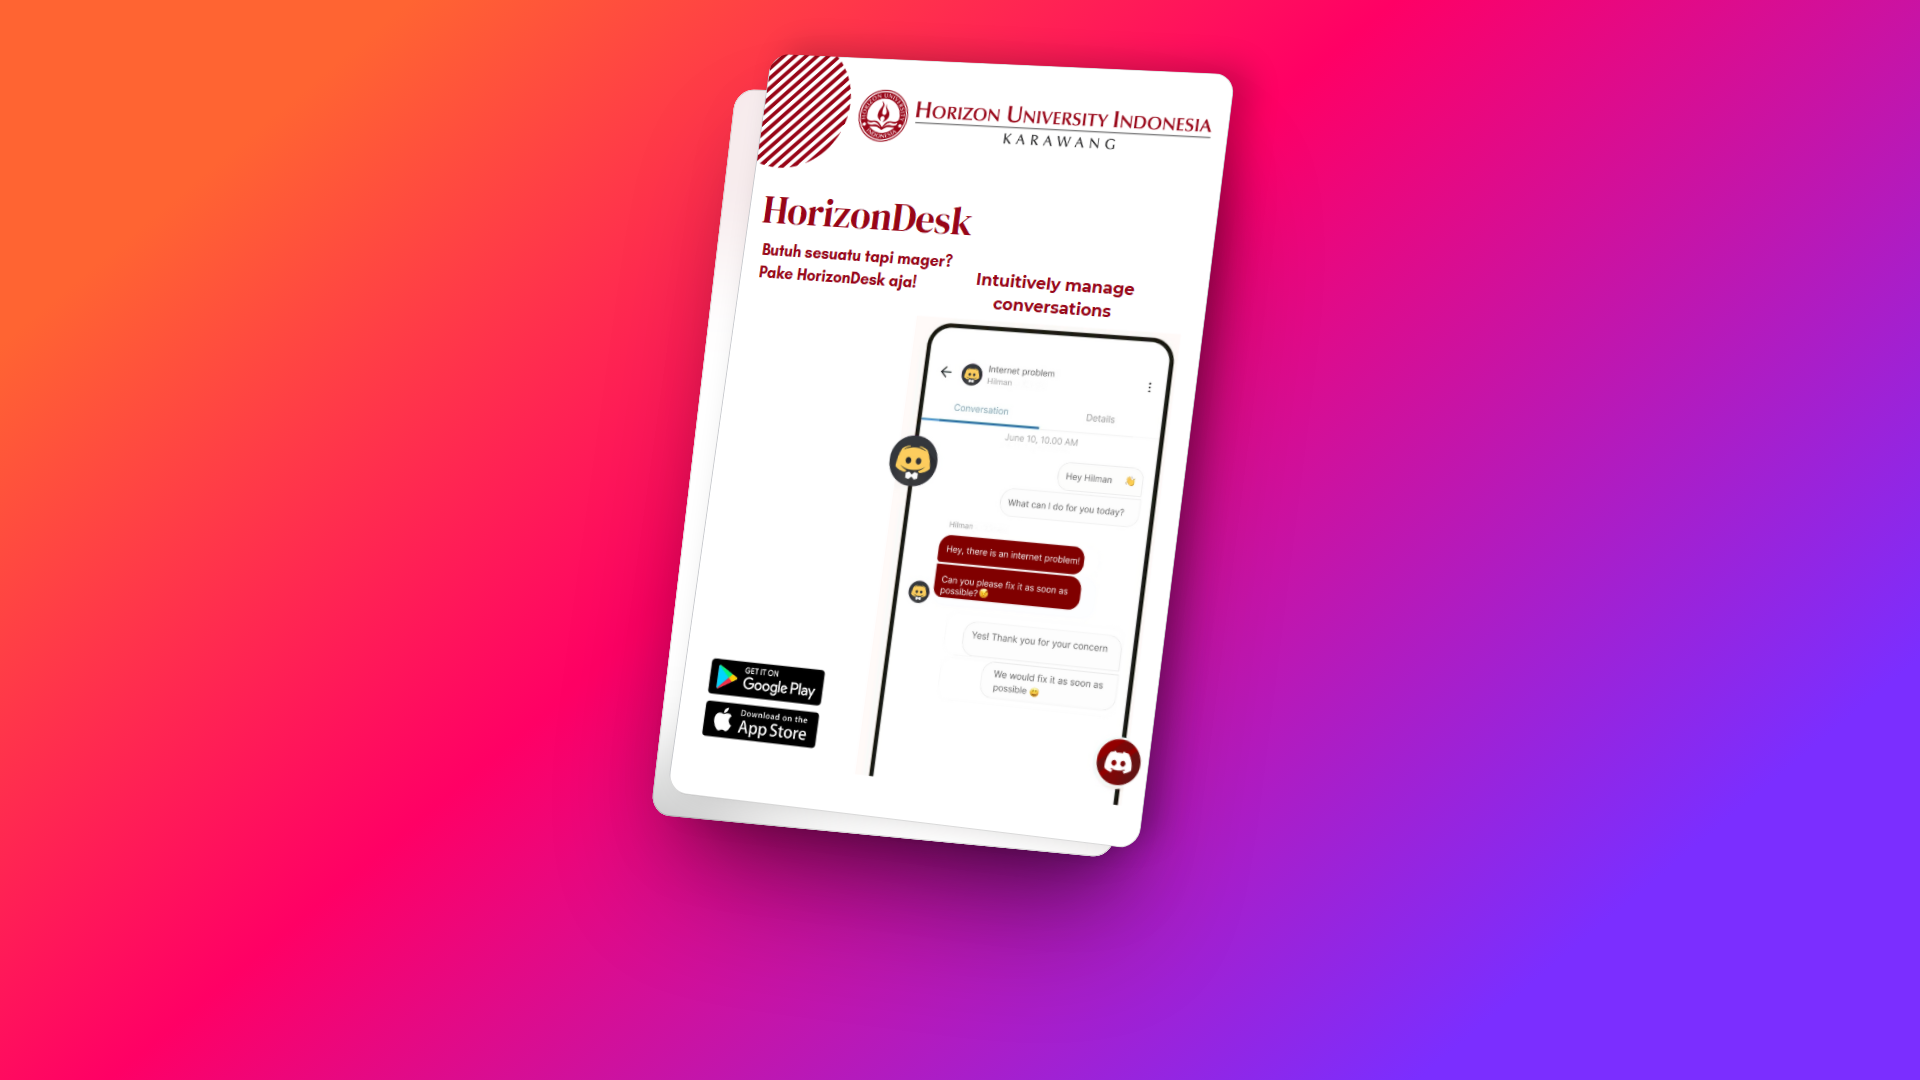 HORIZON UNIVERSITY INDONESIA
KARAWANG
HorizonDesk
Butuh sesuatu tapi mager?
Pake HorizonDesk aja!
Intuitively manage
conversations
Internet problem
Hilman
Conversation
Details
June 10, 10.00 AM
Hey Hilman 👋
What can I do for you today?
Hilman
Hey, there is an internet problem!
Can you please fix it as soon as
possible?
Yes! Thank you for your concern
We would fix it as soon as
possible 😄
GET IT ON
Google Play
Download on the
App Store